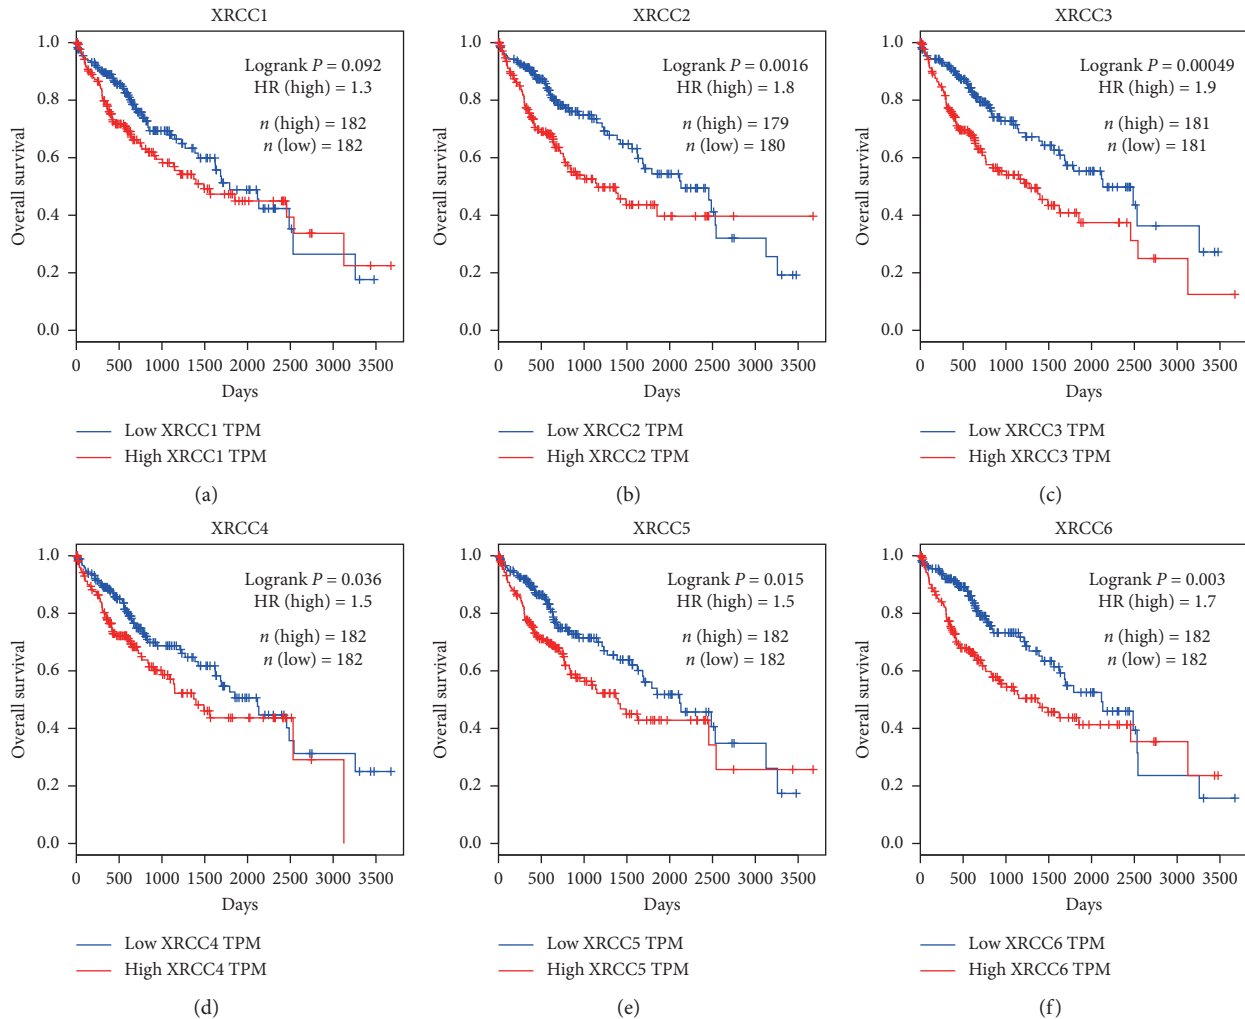 XRCC1
Overall survival
1.0
0.8
0.6
0.4
0.2
0.0
Logrank P = 0.092
HR (high) = 1.3
n (high) = 182
n (low) = 182
0 500 1000 1500 2000 2500 3000 3500
Days
Low XRCC1 TPM
High XRCC1 TPM
(a)
XRCC2
Overall survival
1.0
0.8
0.6
0.4
0.2
0.0
Logrank P = 0.0016
HR (high) = 1.8
n (high) = 179
n (low) = 180
0 500 1000 1500 2000 2500 3000 3500
Days
Low XRCC2 TPM
High XRCC2 TPM
(b)
XRCC3
Overall survival
1.0
0.8
0.6
0.4
0.2
0.0
Logrank P = 0.00049
HR (high) = 1.9
n (high) = 181
n (low) = 181
0 500 1000 1500 2000 2500 3000 3500
Days
Low XRCC3 TPM
High XRCC3 TPM
(c)
XRCC4
Overall survival
1.0
0.8
0.6
0.4
0.2
0.0
Logrank P = 0.036
HR (high) = 1.5
n (high) = 182
n (low) = 182
0 500 1000 1500 2000 2500 3000 3500
Days
Low XRCC4 TPM
High XRCC4 TPM
(d)
XRCC5
Overall survival
1.0
0.8
0.6
0.4
0.2
0.0
Logrank P = 0.015
HR (high) = 1.5
n (high) = 182
n (low) = 182
0 500 1000 1500 2000 2500 3000 3500
Days
Low XRCC5 TPM
High XRCC5 TPM
(e)
XRCC6
Overall survival
1.0
0.8
0.6
0.4
0.2
0.0
Logrank P = 0.003
HR (high) = 1.7
n (high) = 182
n (low) = 182
0 500 1000 1500 2000 2500 3000 3500
Days
Low XRCC6 TPM
High XRCC6 TPM
(f)